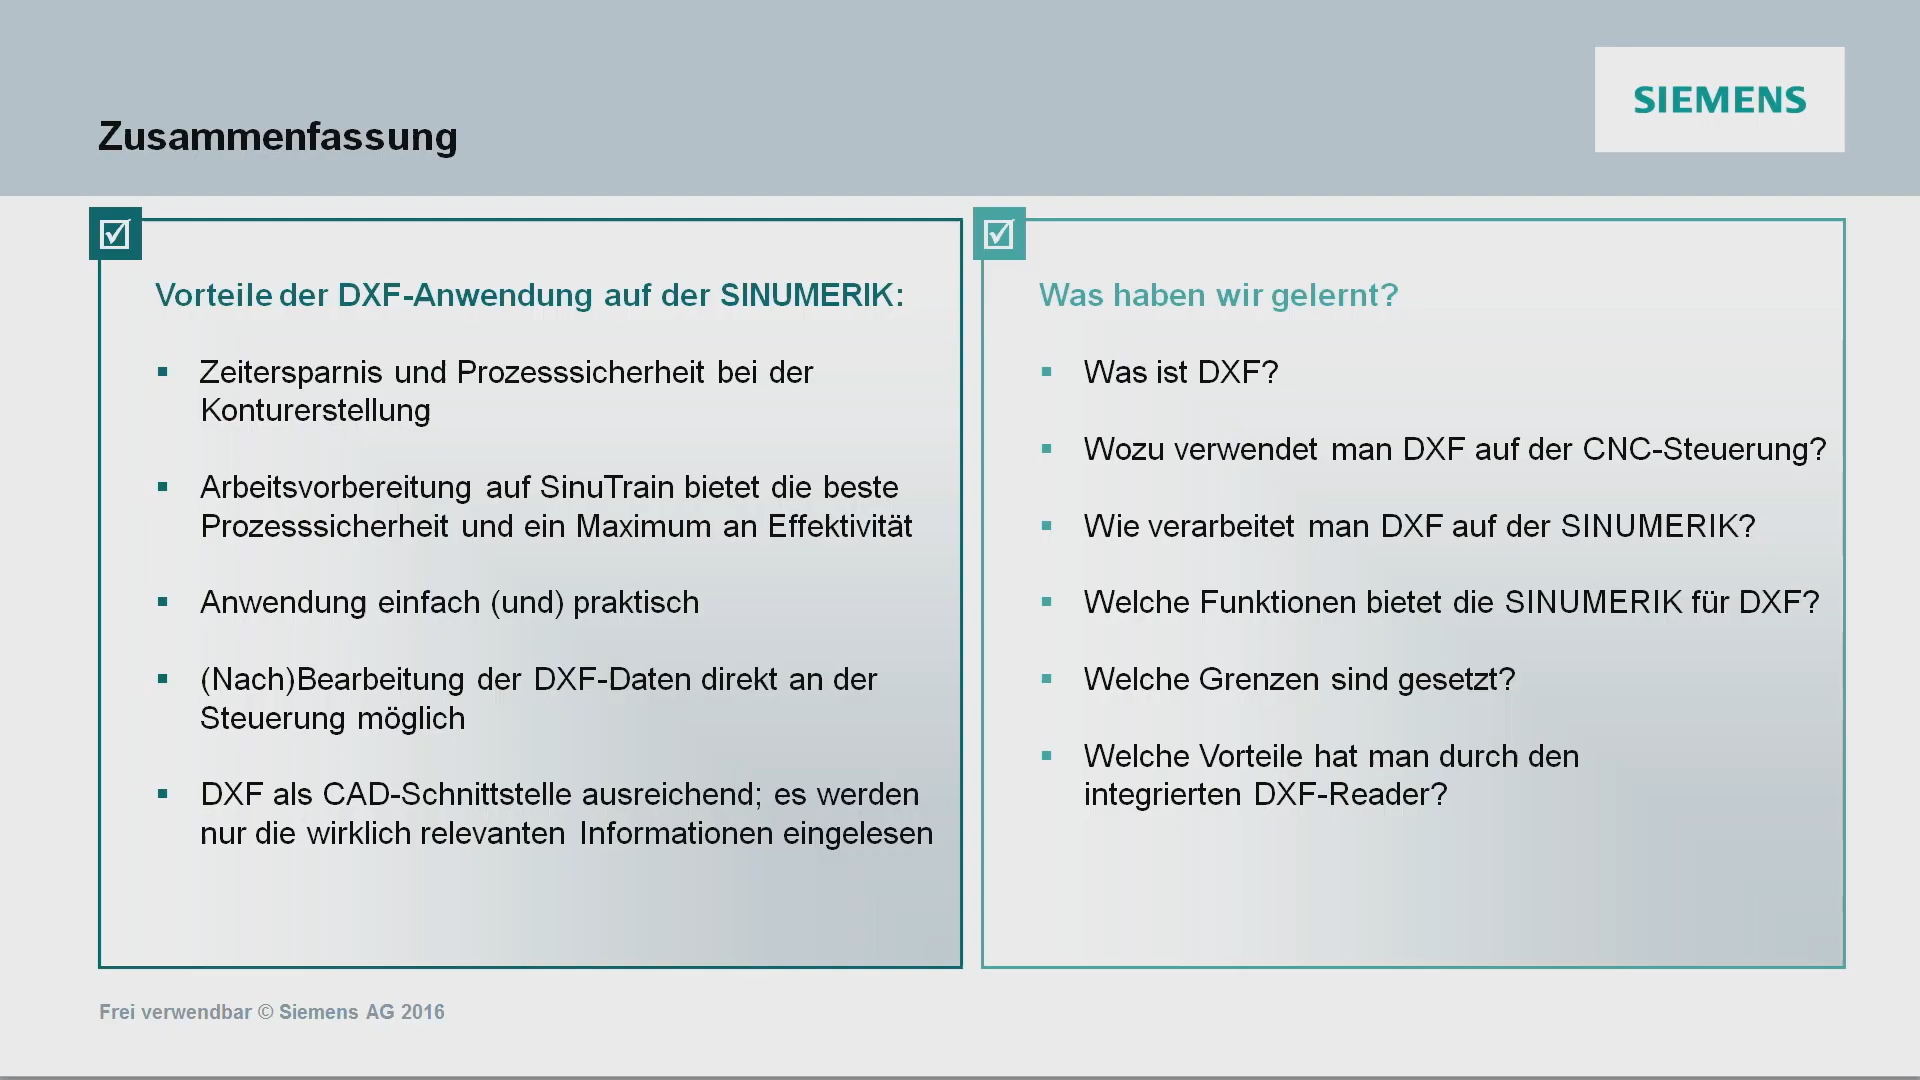 Zusammenfassung
SIEMENS
Vorteile der DXF-Anwendung auf der SINUMERIK:
▪ Zeitersparnis und Prozesssicherheit bei der
Konturerstellung
▪ Arbeitsvorbereitung auf SinuTrain bietet die beste
Prozesssicherheit und ein Maximum an Effektivität
▪ Anwendung einfach (und) praktisch
▪ (Nach)Bearbeitung der DXF-Daten direkt an der
Steuerung möglich
▪ DXF als CAD-Schnittstelle ausreichend; es werden
nur die wirklich relevanten Informationen eingelesen
Was haben wir gelernt?
▪ Was ist DXF?
▪ Wozu verwendet man DXF auf der CNC-Steuerung?
▪ Wie verarbeitet man DXF auf der SINUMERIK?
▪ Welche Funktionen bietet die SINUMERIK für DXF?
▪ Welche Grenzen sind gesetzt?
▪ Welche Vorteile hat man durch den
integrierten DXF-Reader?
Frei verwendbar © Siemens AG 2016